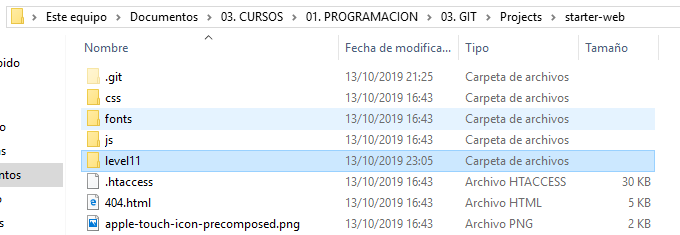 Este equipo > Documentos > 03. CURSOS > 01. PROGRAMACION > 03. GIT > Projects > starter-web
Nombre Fecha de modifica... Tipo Tamaño
.git 13/10/2019 21:25 Carpeta de archivos
css 13/10/2019 16:43 Carpeta de archivos
fonts 13/10/2019 16:43 Carpeta de archivos
js 13/10/2019 16:43 Carpeta de archivos
level11 13/10/2019 23:05 Carpeta de archivos
.htaccess 13/10/2019 16:43 Archivo HTACCESS 30 KB
404.html 13/10/2019 16:43 Archivo HTML 5 KB
apple-touch-icon-precomposed.png 13/10/2019 16:43 Archivo PNG 2 KB